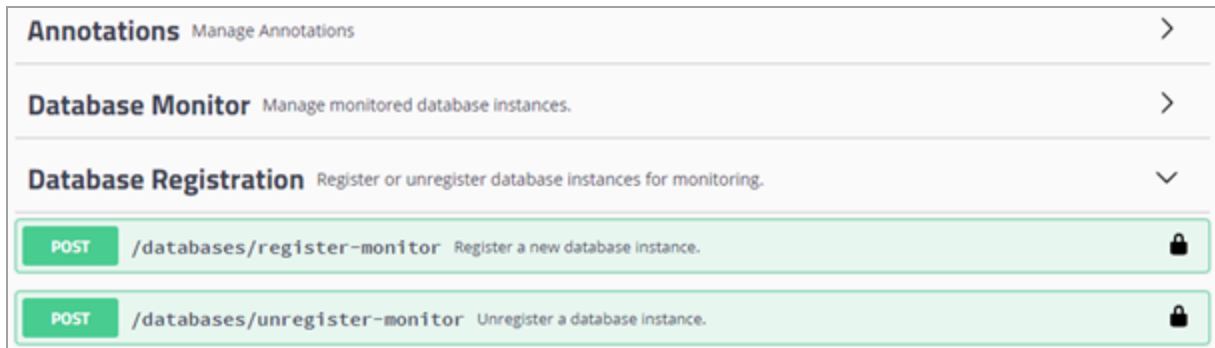 Annotations Manage Annotations
Database Monitor Manage monitored database instances.
Database Registration Register or unregister database instances for monitoring.
POST /databases/register-monitor Register a new database instance.
POST /databases/unregister-monitor Unregister a database instance.